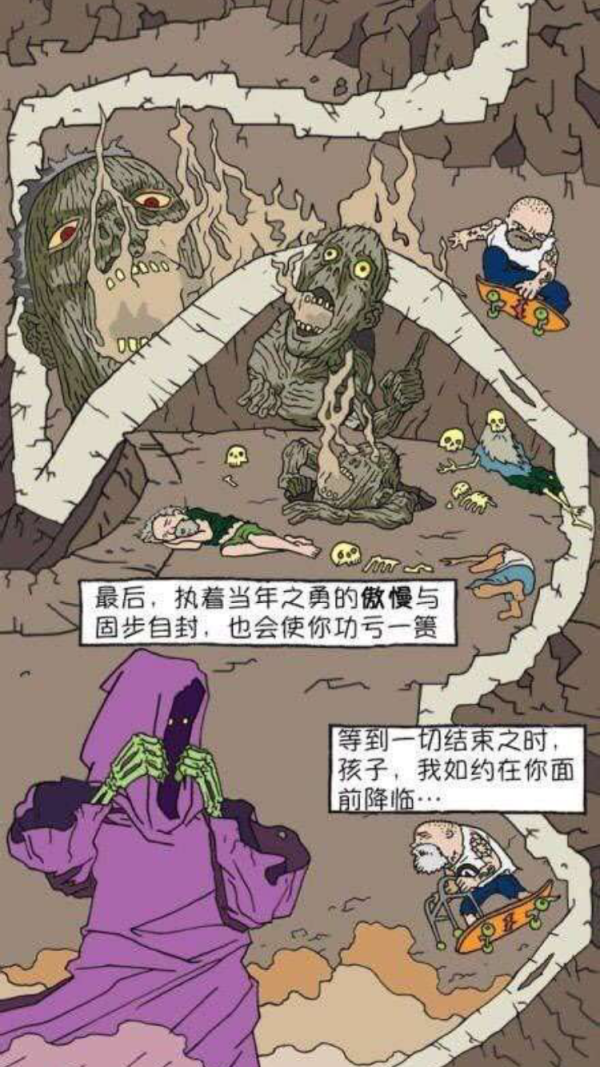 最后，执着当年之勇的傲慢与
固步自封，也会使你功亏一篑
等到一切结束之时，
孩子，我如约在你面
前降临…